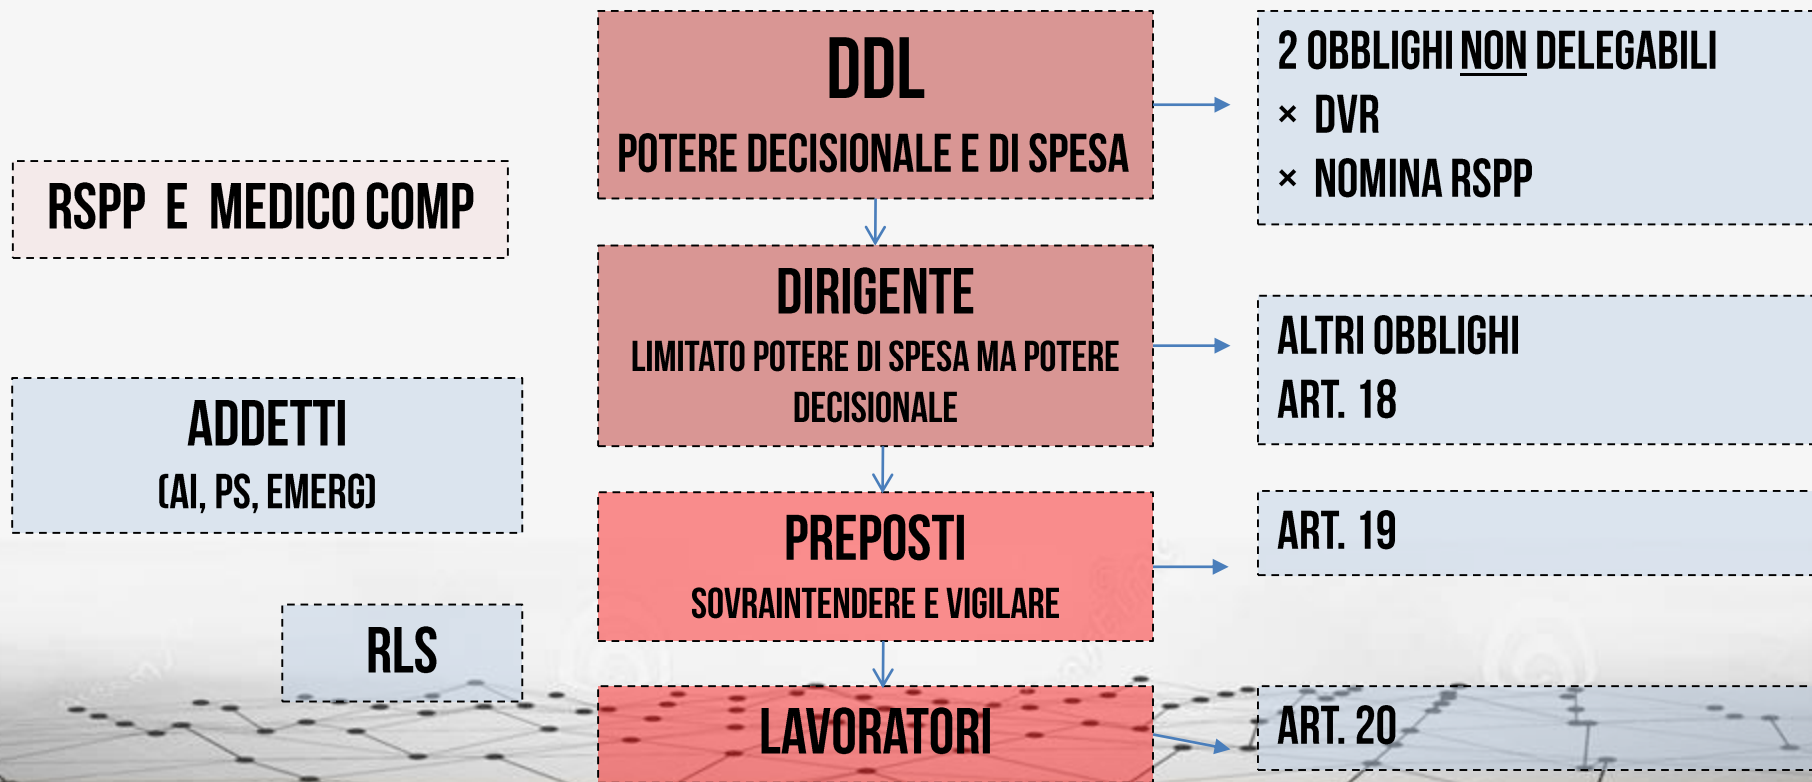 DDL
POTERE DECISIONALE E DI SPESA
2 OBBLIGHI NON DELEGABILI
× DVR
× NOMINA RSPP
RSPP E MEDICO COMP
DIRIGENTE
LIMITATO POTERE DI SPESA MA POTERE
DECISIONALE
ALTRI OBBLIGHI
ART. 18
ADDETTI
(AI, PS, EMERG)
PREPOSTI
SOVRAINTENDERE E VIGILARE
ART. 19
RLS
LAVORATORI
ART. 20